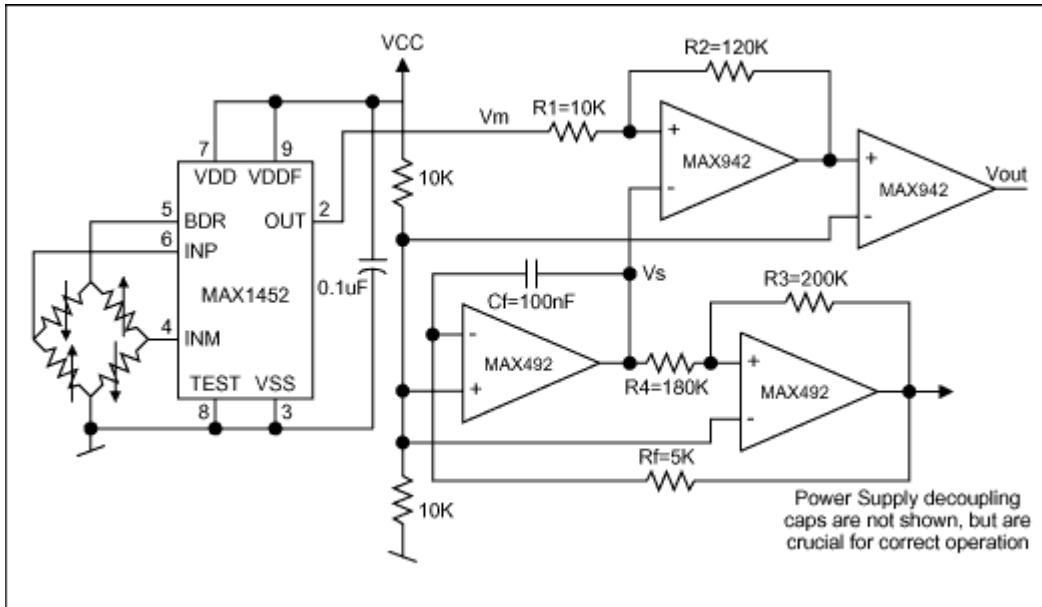 VCC
R2=120K
Vm
R1=10K
7
9
VDD
VDDF
10K
+
MAX942
-
+
MAX942
-
Vout
5
BDR
OUT
2
6
INP
MAX1452
0.1uF
4
INM
TEST
VSS
8
3
Cf=100nF
Vs
R3=200K
-
MAX492
+
R4=180K
+
MAX492
-
Rf=5K
10K
Power Supply decoupling
caps are not shown, but are
crucial for correct operation